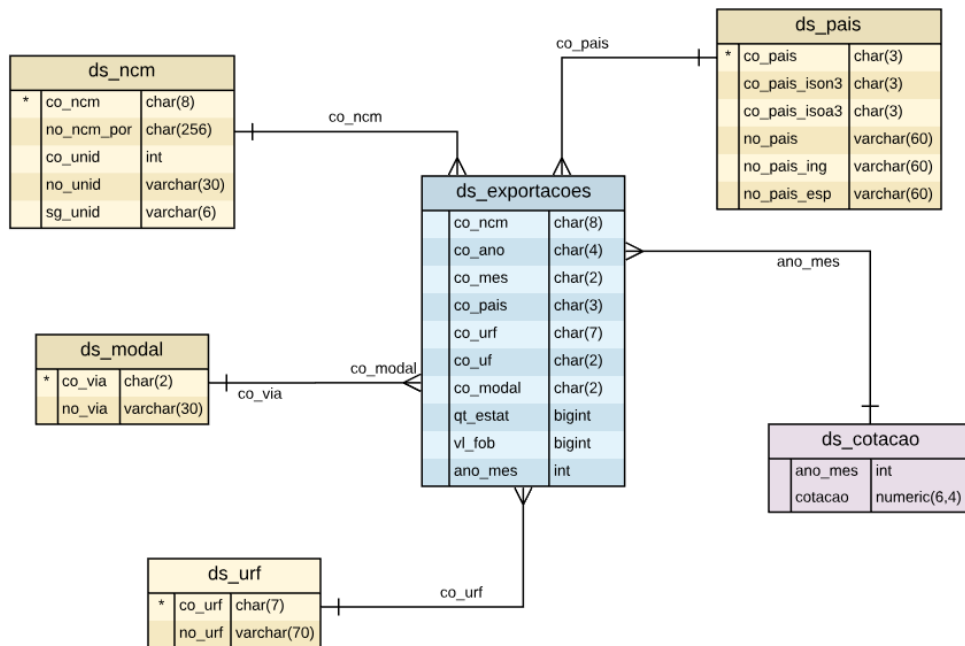 ds_ncm
* co_ncm char(8)
no_ncm_por char(256)
co_unid int
no_unid varchar(30)
sg_unid varchar(6)
co_ncm
co_pais
ds_pais
* co_pais char(3)
co_pais_ison3 char(3)
co_pais_isoa3 char(3)
no_pais varchar(60)
no_pais_ing varchar(60)
no_pais_esp varchar(60)
ds_exportacoes
co_ncm char(8)
co_ano char(4)
co_mes char(2)
co_pais char(3)
co_urf char(7)
co_uf char(2)
co_modal char(2)
qt_estat bigint
vl_fob bigint
ano_mes int
ano_mes
ds_modal
* co_via char(2)
no_via varchar(30)
co_modal
co_via
ds_cotacao
ano_mes int
cotacao numeric(6,4)
ds_urf
* co_urf char(7)
no_urf varchar(70)
co_urf